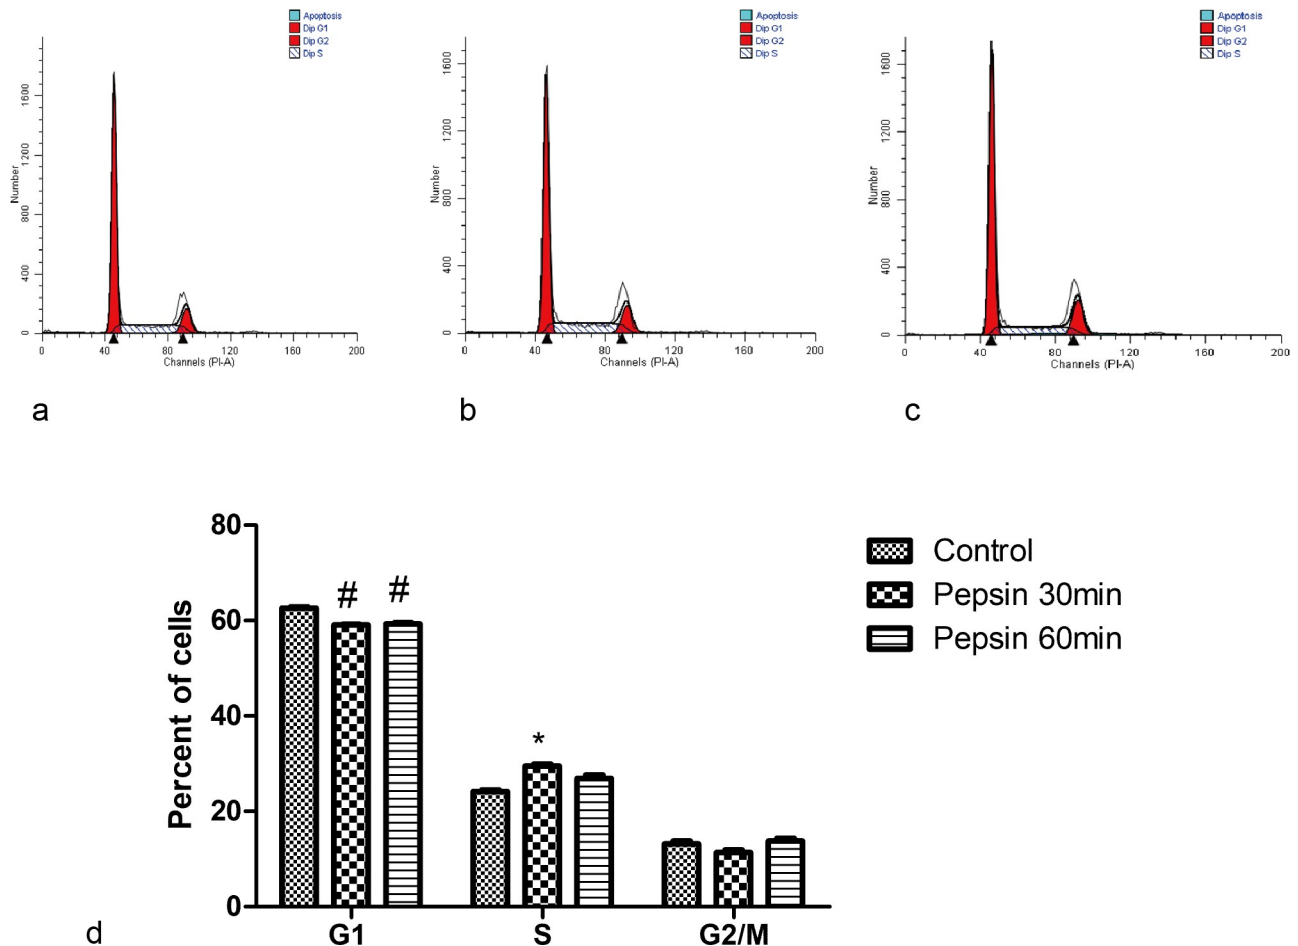 Apoptosis
Dip G1
Dip G2
Dip S
Number
1600
1200
800
400
0
0 40 80 120 160 200
Channels (PI-A)
a
Apoptosis
Dip G1
Dip G2
Dip S
Number
1600
1200
800
400
0
0 40 80 120 160 200
Channels (PI-A)
b
Apoptosis
Dip G1
Dip G2
Dip S
Number
1600
1200
800
400
0
0 40 80 120 160 200
Channels (PI-A)
c
Percent of cells
80
60
40
20
0
# #
*
G1 S G2/M
Control
Pepsin 30min
Pepsin 60min
d